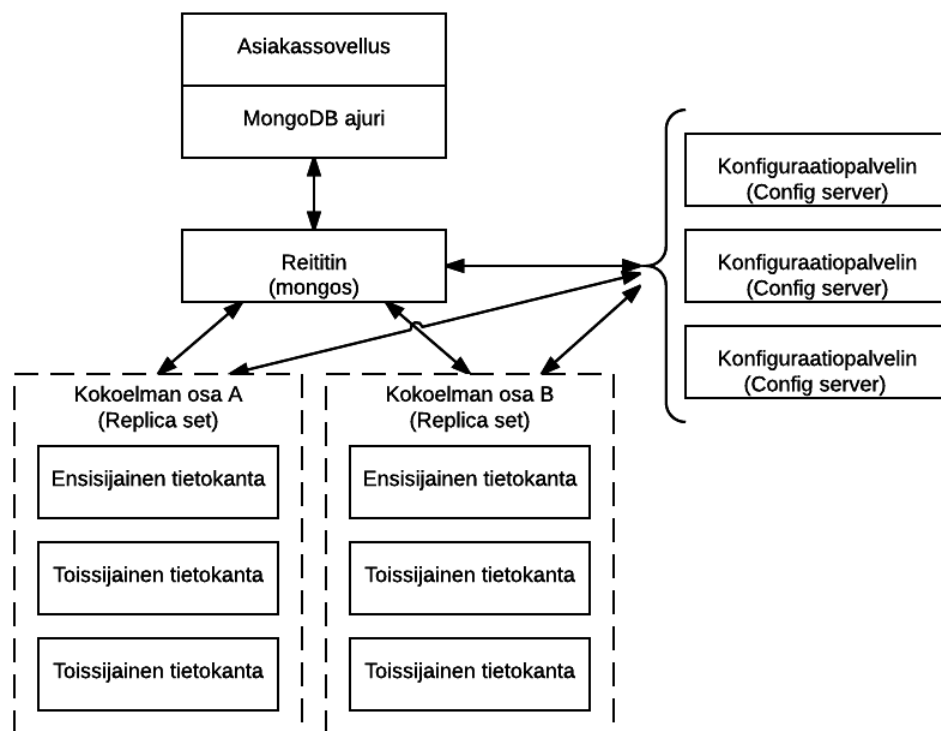 Asiakassovellus
MongoDB ajuri
Reititin
(mongos)
Konfiguraatiopalvelin
(Config server)
Konfiguraatiopalvelin
(Config server)
Konfiguraatiopalvelin
(Config server)
Kokoelman osa A
(Replica set)
Ensisijainen tietokanta
Toissijainen tietokanta
Toissijainen tietokanta
Kokoelman osa B
(Replica set)
Ensisijainen tietokanta
Toissijainen tietokanta
Toissijainen tietokanta